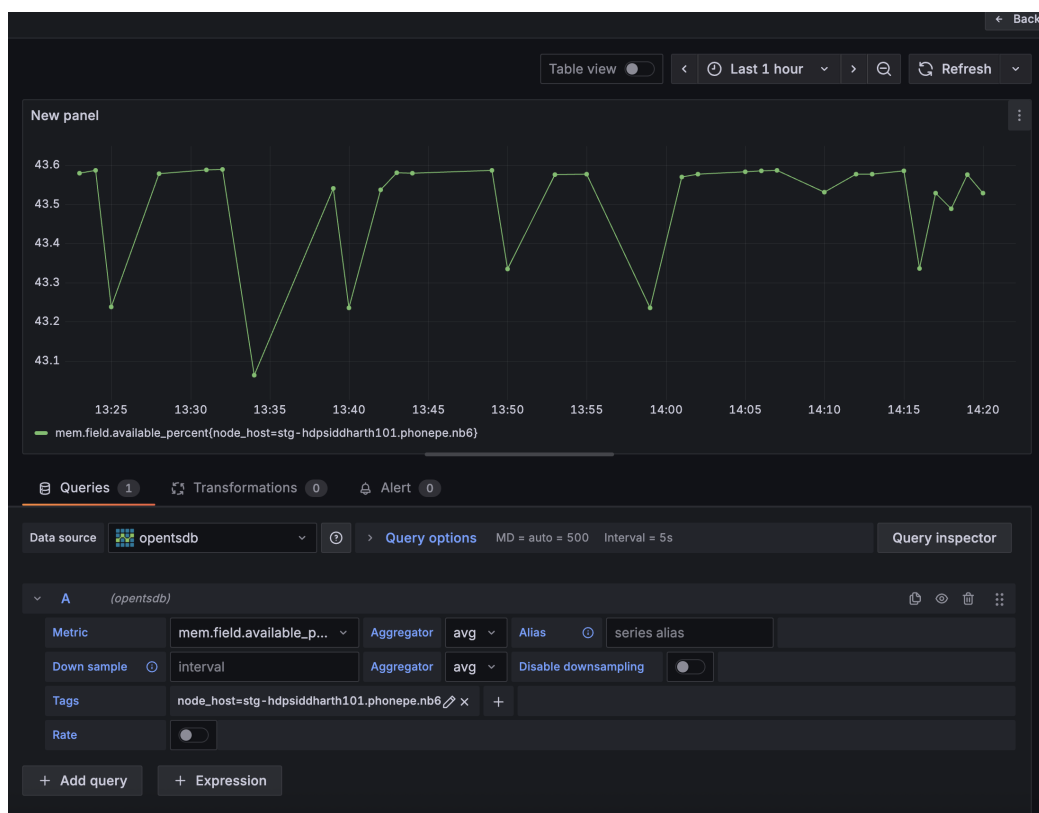 ← Back
Table view < Last 1 hour > Refresh
New panel
43.6
43.5
43.4
43.3
43.2
43.1
13:25 13:30 13:35 13:40 13:45 13:50 13:55 14:00 14:05 14:10 14:15 14:20
mem.field.available_percent{node_host=stg-hdpsiddharth101.phonepe.nb6}
Queries 1 Transformations 0 Alert 0
Data source opentsdb > Query options MD = auto = 500 Interval = 5s Query inspector
A (opentsdb)
Metric mem.field.available_p... Aggregator avg Alias series alias
Down sample interval Aggregator avg Disable downsampling
Tags node_host=stg-hdpsiddharth101.phonepe.nb6 × +
Rate
+ Add query + Expression